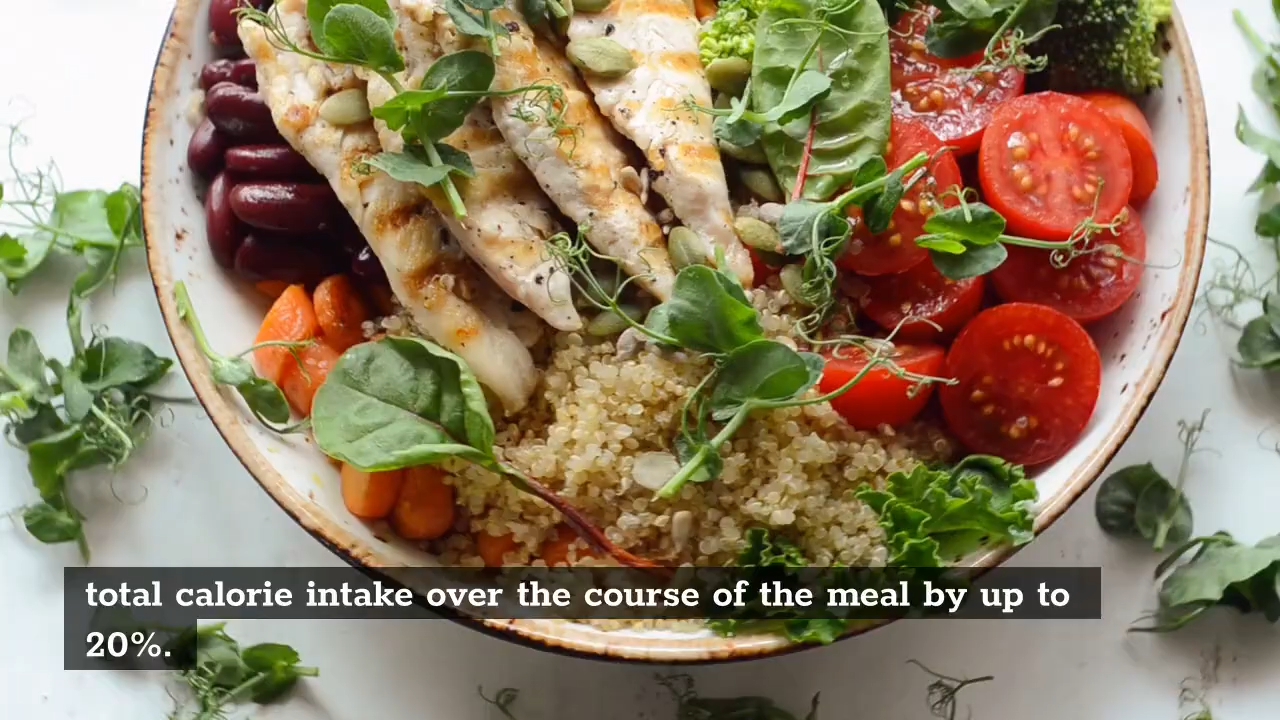 total calorie intake over the course of the meal by up to
20%.